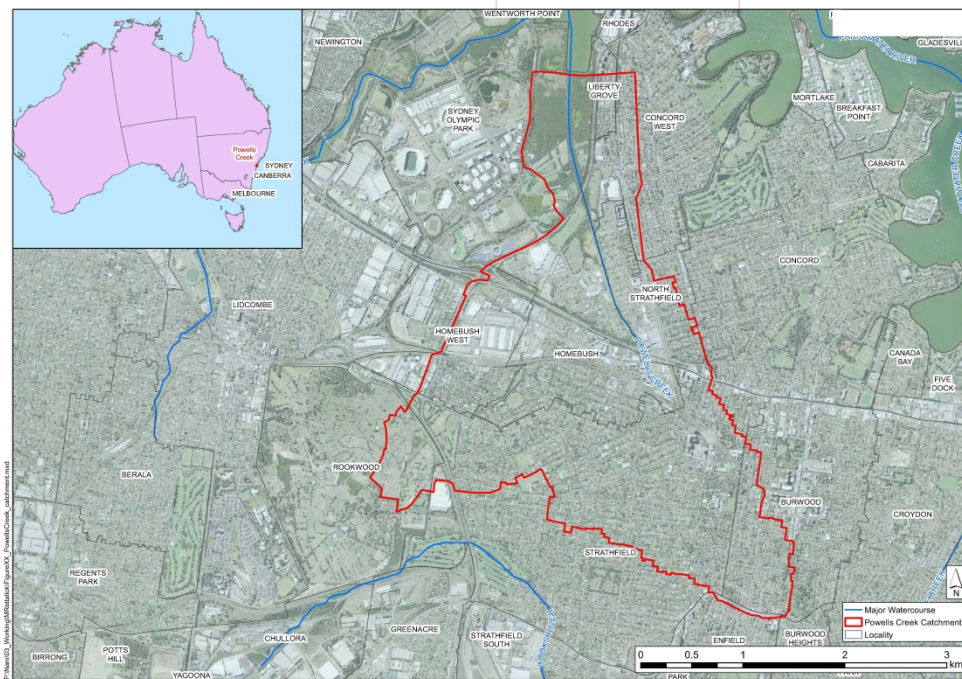 WENTWORTH POINT
RHODES
NEWINGTON
GLADESVILLE
LIBERTY
GROVE
SYDNEY
OLYMPIC
PARK
CONCORD
WEST
MORTLAKE
BREAKFAST
POINT
CABARITA
Powells
Creek
SYDNEY
CANBERRA
MELBOURNE
CONCORD
LIDCOMBE
NORTH
STRATHFIELD
HOMEBUSH
WEST
HOMEBUSH
POWELLS CREEK
CANADA
BAY
FIVE
DOCK
BERALA
ROOKWOOD
BURWOOD
CROYDON
STRATHFIELD
REGENTS
PARK
CHULLORA
GREENACRE
STRATHFIELD
SOUTH
COOKS RIVER
ENFIELD
BURWOOD
HEIGHTS
BIRRONG
POTTS
HILL
YAGOONA
PARK
N
Major Watercourse
Powells Creek Catchment
Locality
0 0.5 1 2 3
km